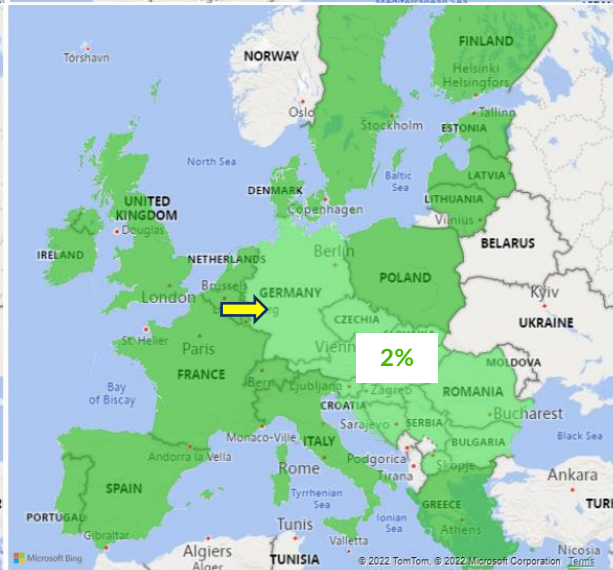 Mediterranean Sea
Tórshavn
NORWAY
FINLAND
Helsinki
Helsingfors
Oslo
Stockholm
Tallinn
ESTONIA
North Sea
LATVIA
DENMARK
Baltic
Sea
Copenhagen
LITHUANIA
Vilnius
UNITED
KINGDOM
Douglas
BELARUS
IRELAND
NETHERLANDS
Berlin
POLAND
Brussels
GERMANY
London
Kyiv
UKRAINE
CZECHIA
St. Helier
Paris
2%
MOLDOVA
FRANCE
Bern
Ljubljana
Zagreb
ROMANIA
Bay
of Biscay
CROATIA
Bucharest
Sarajevo
SERBIA
Monaco-Ville
ITALY
BULGARIA
Black Sea
Andorra la Vella
Podgorica
Skopje
Rome
Tirana
Ankara
SPAIN
Tyrrhenian
Sea
GREECE
PORTUGAL
Ionian
Sea
Athens
Gibraltar
Tunis
Valletta
Algiers
Alger
TUNISIA
Nicosia
Microsoft Bing
© 2022 TomTom, © 2022 Microsoft Corporation Terms